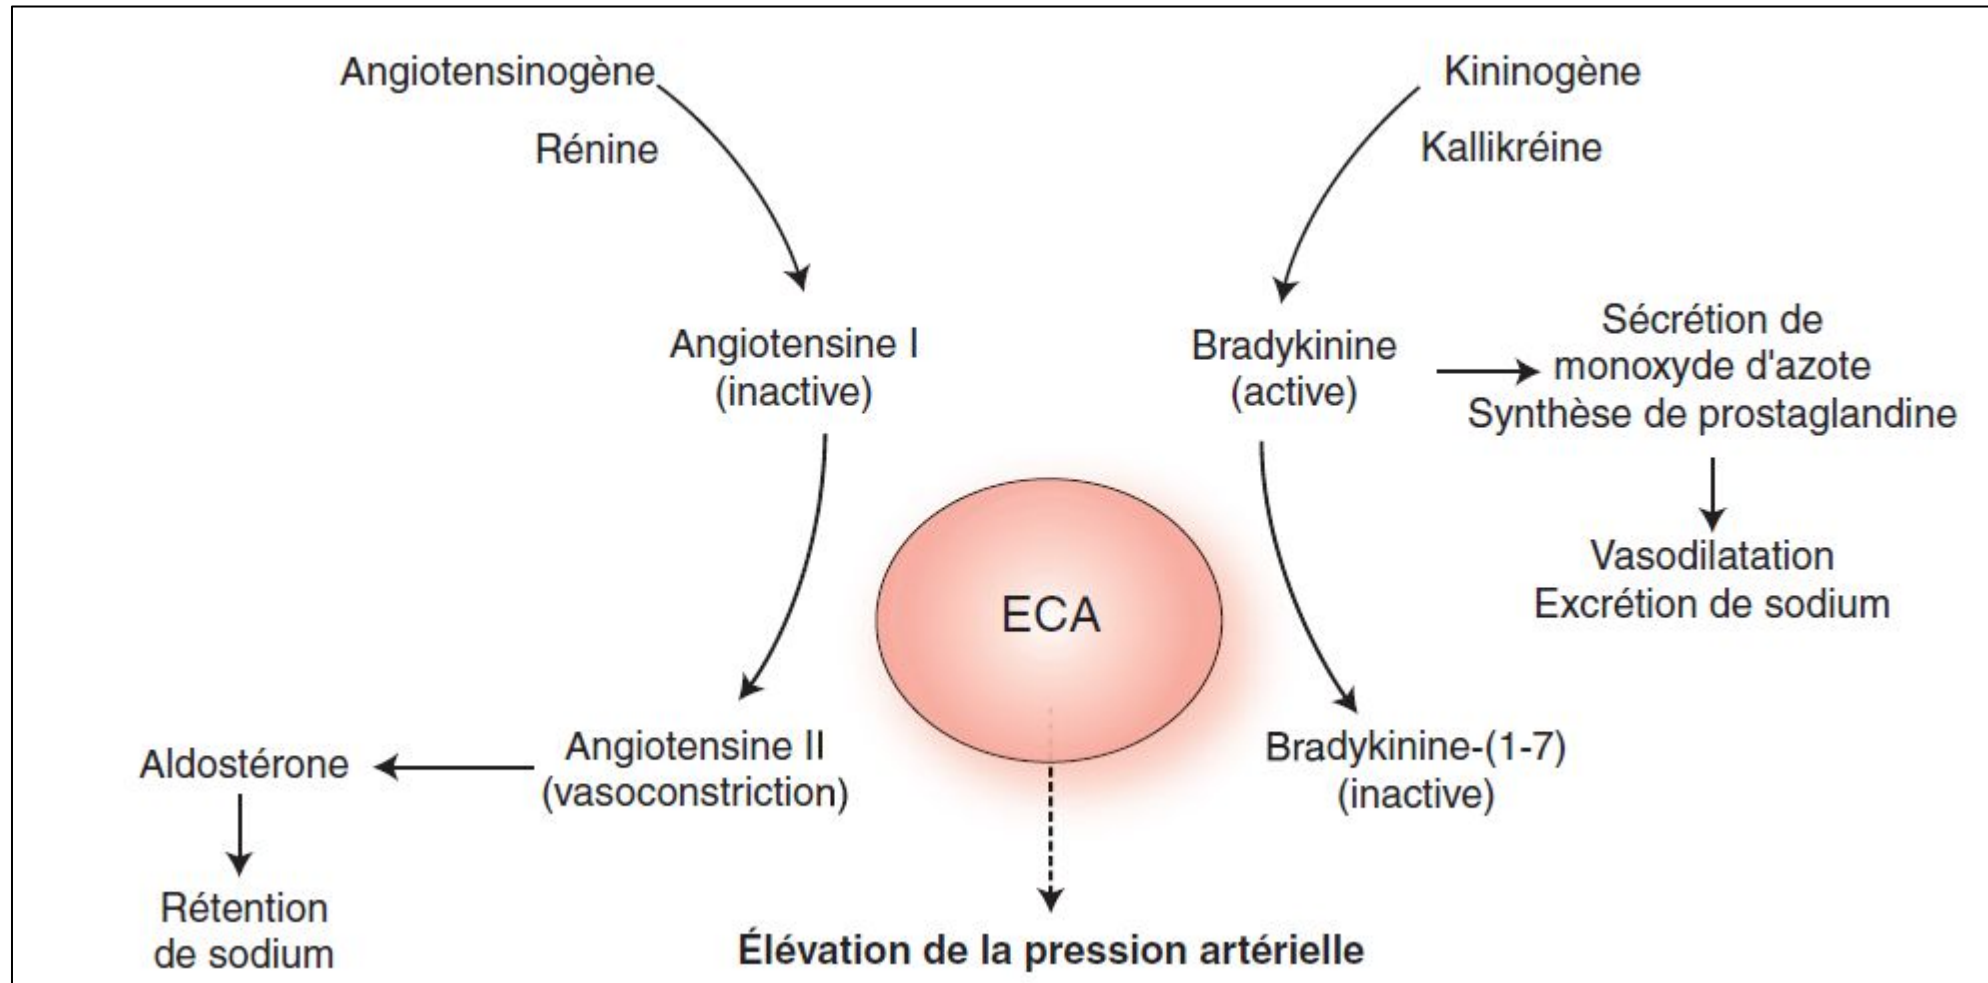 Angiotensinogène
Rénine
Angiotensine I
(inactive)
Kininogène
Kallikréine
Bradykinine
(active)
Sécrétion de
monoxyde d'azote
Synthèse de prostaglandine
Vasodilatation
Excrétion de sodium
ECA
Aldostérone
Angiotensine II
(vasoconstriction)
Bradykinine-(1-7)
(inactive)
Rétention
de sodium
Élévation de la pression artérielle